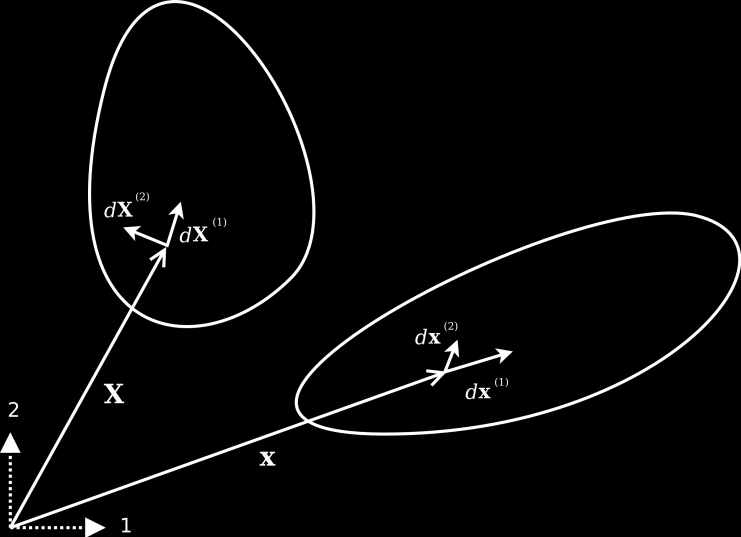 dX(2)
dX(1)
dx(2)
dx(1)
X
2
x
1